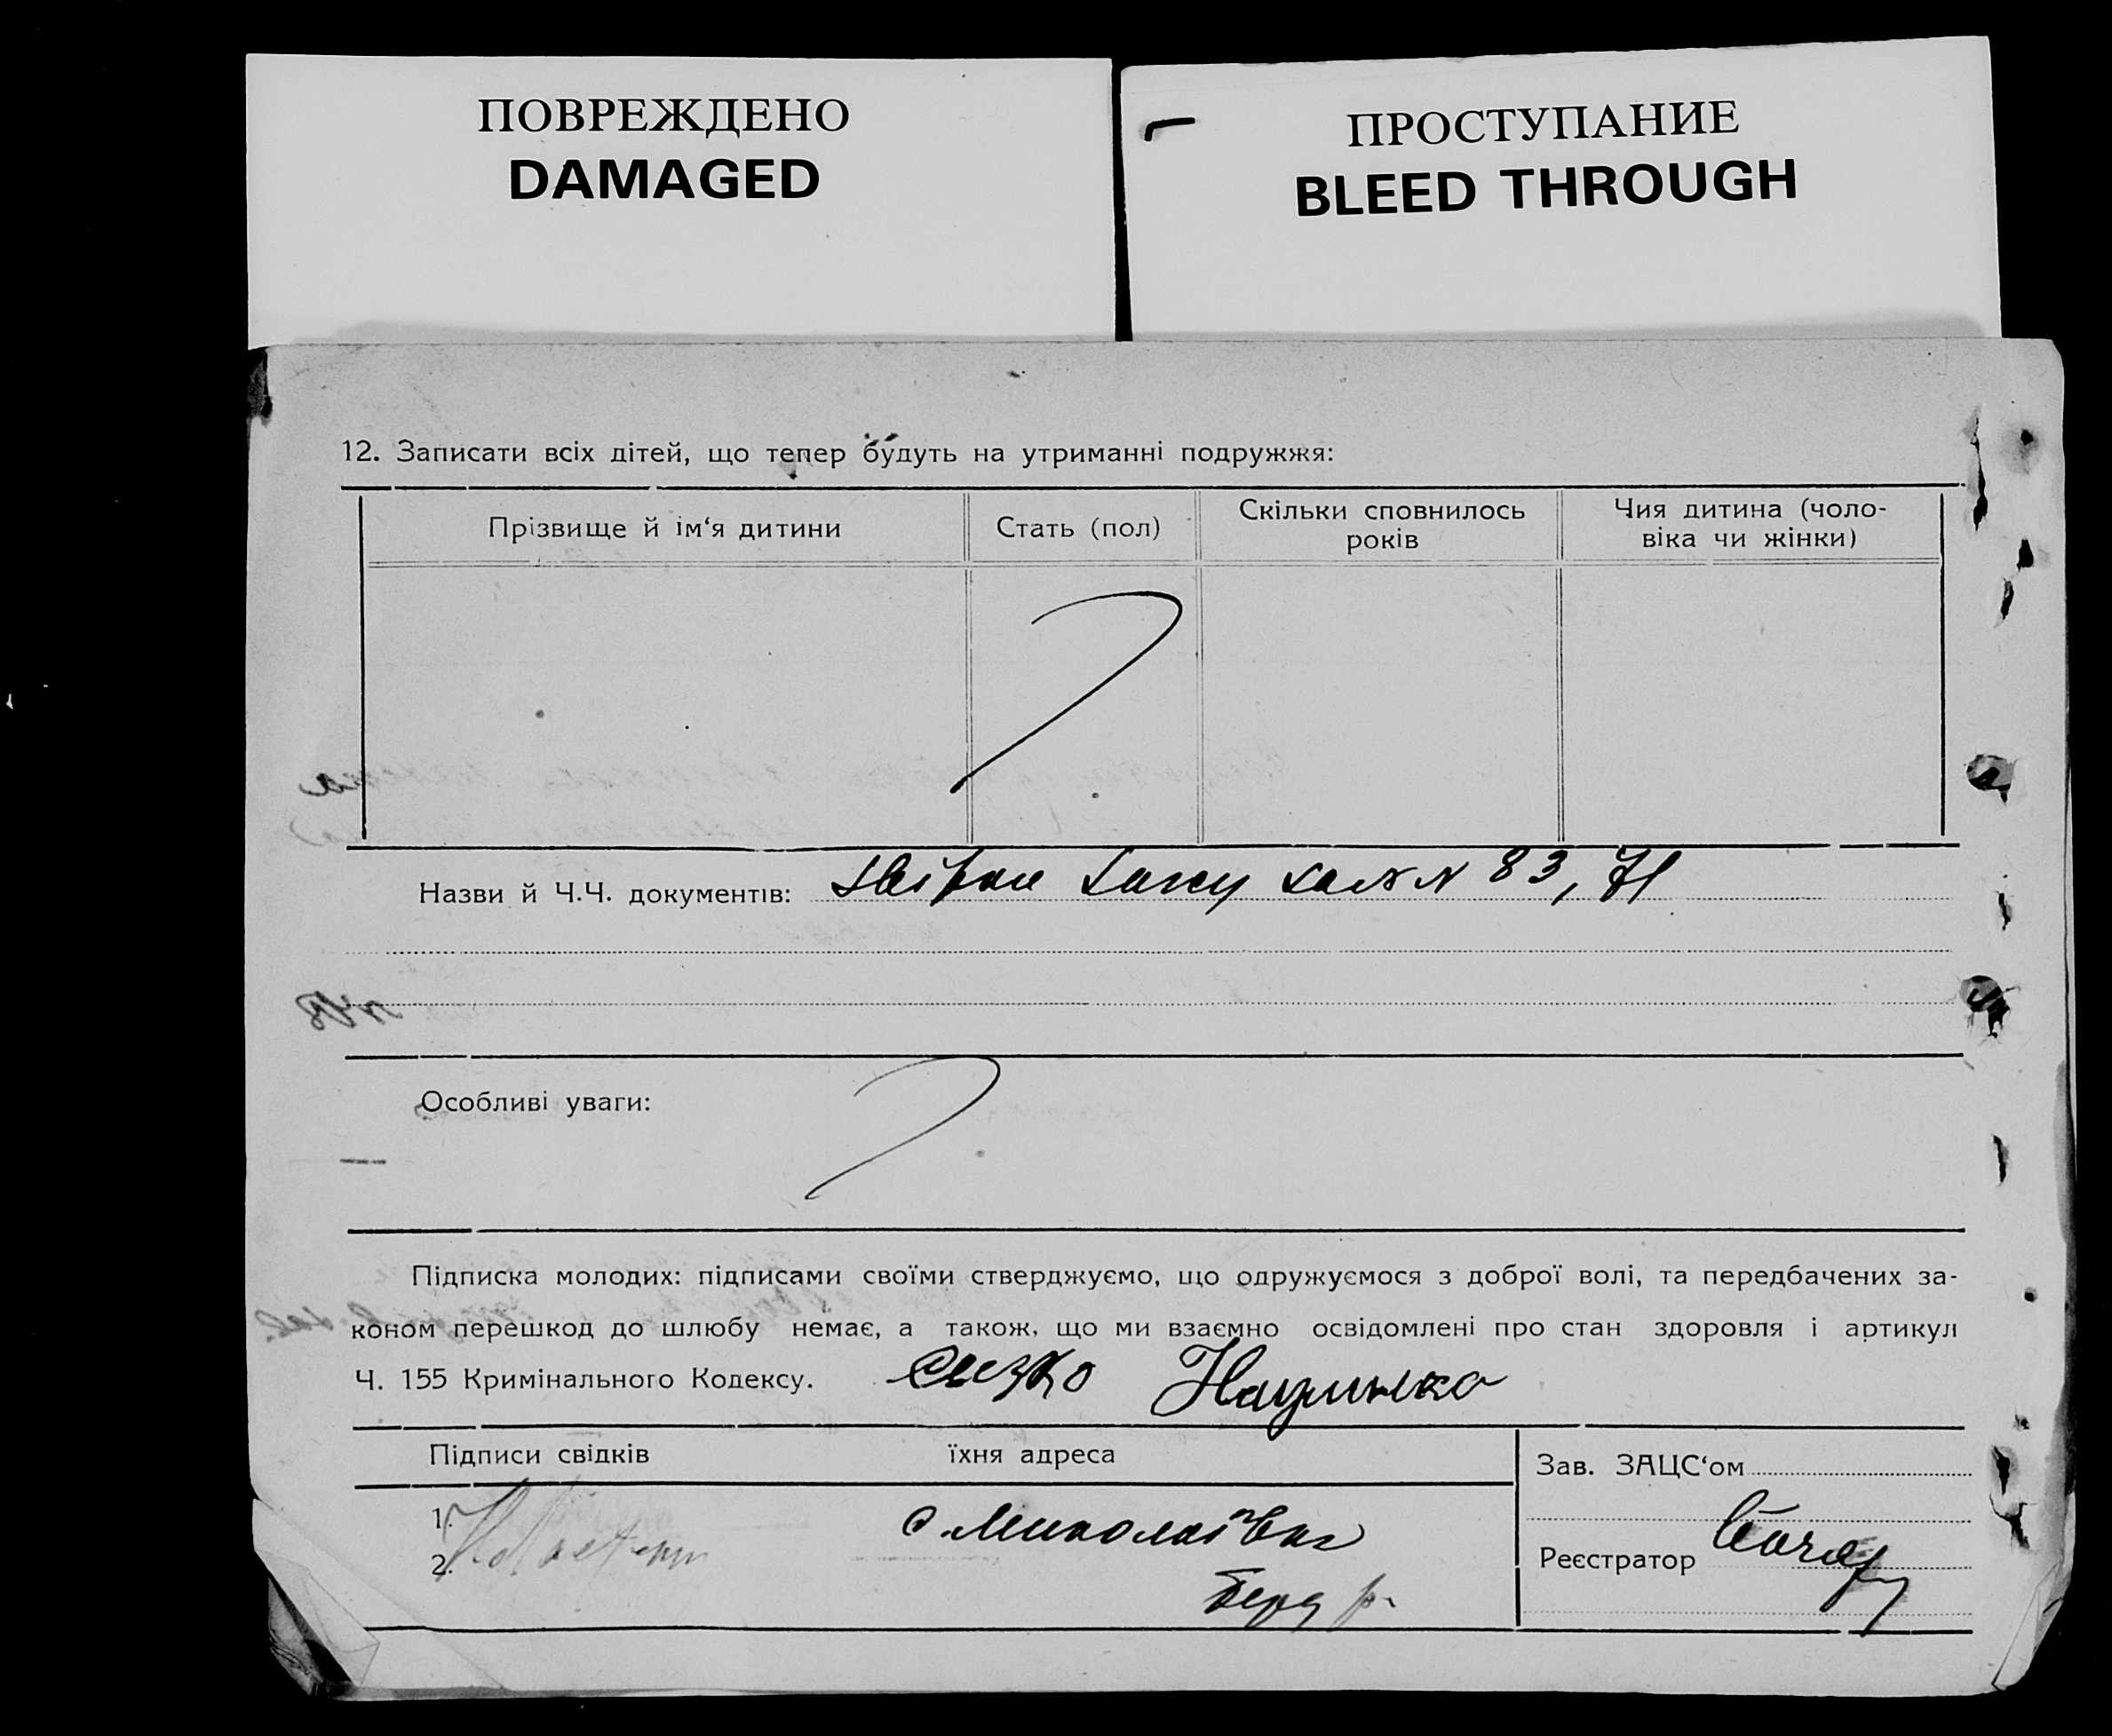 ПОВРЕЖДЕНО
DAMAGED
ПРОСТУПАНИЕ
BLEED THROUGH
12. Записати всіх дітей, що тепер будуть на утриманні подружжя:
Прізвище й ім‘я дитини
Стать (пол)
Скільки сповнилось
років
Чия дитина (чоло-
віка чи жінки)
Назви й Ч.Ч. документів: N 83, 71
Особливі уваги:
Підписка молодих: підписами своїми стверджуємо, що одружуємося з доброї волі, та передбачених за-
коном перешкод до шлюбу немає, а також, що ми взаємно освідомлені про стан здоровля і артикул
Ч. 155 Кримінального Кодексу.
Підписи свідків
їхня адреса
Зав. ЗАЦС‘ом
1.
с. Миколаївка
2.
Берд р.
Реєстратор